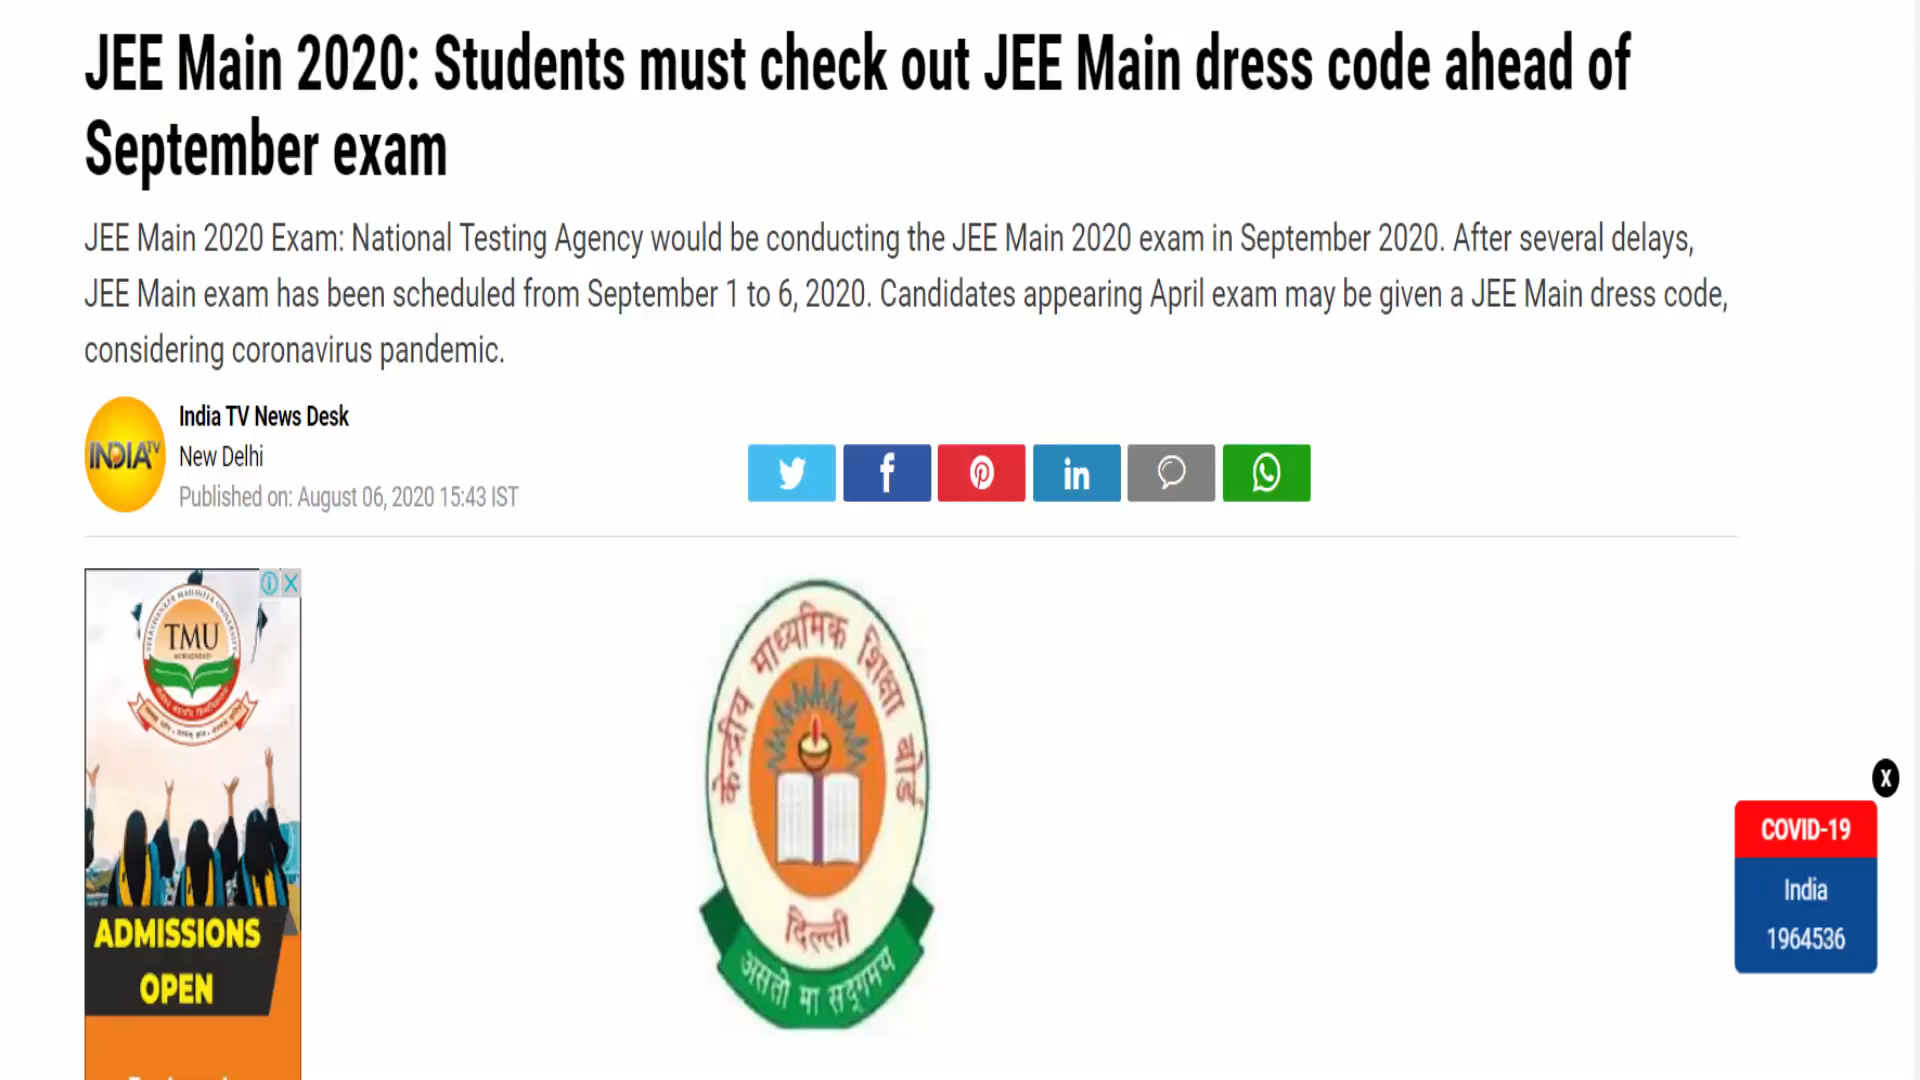 JEE Main 2020: Students must check out JEE Main dress code ahead of
September exam
JEE Main 2020 Exam: National Testing Agency would be conducting the JEE Main 2020 exam in September 2020. After several delays,
JEE Main exam has been scheduled from September 1 to 6, 2020. Candidates appearing April exam may be given a JEE Main dress code,
considering coronavirus pandemic.
INDIA TV
India TV News Desk
New Delhi
Published on: August 06, 2020 15:43 IST
TMU
ADMISSIONS
OPEN
केन्द्रीय माध्यमिक शिक्षा बोर्ड
दिल्ली
असतो मा सद्गमय
X
COVID-19
India
1964536